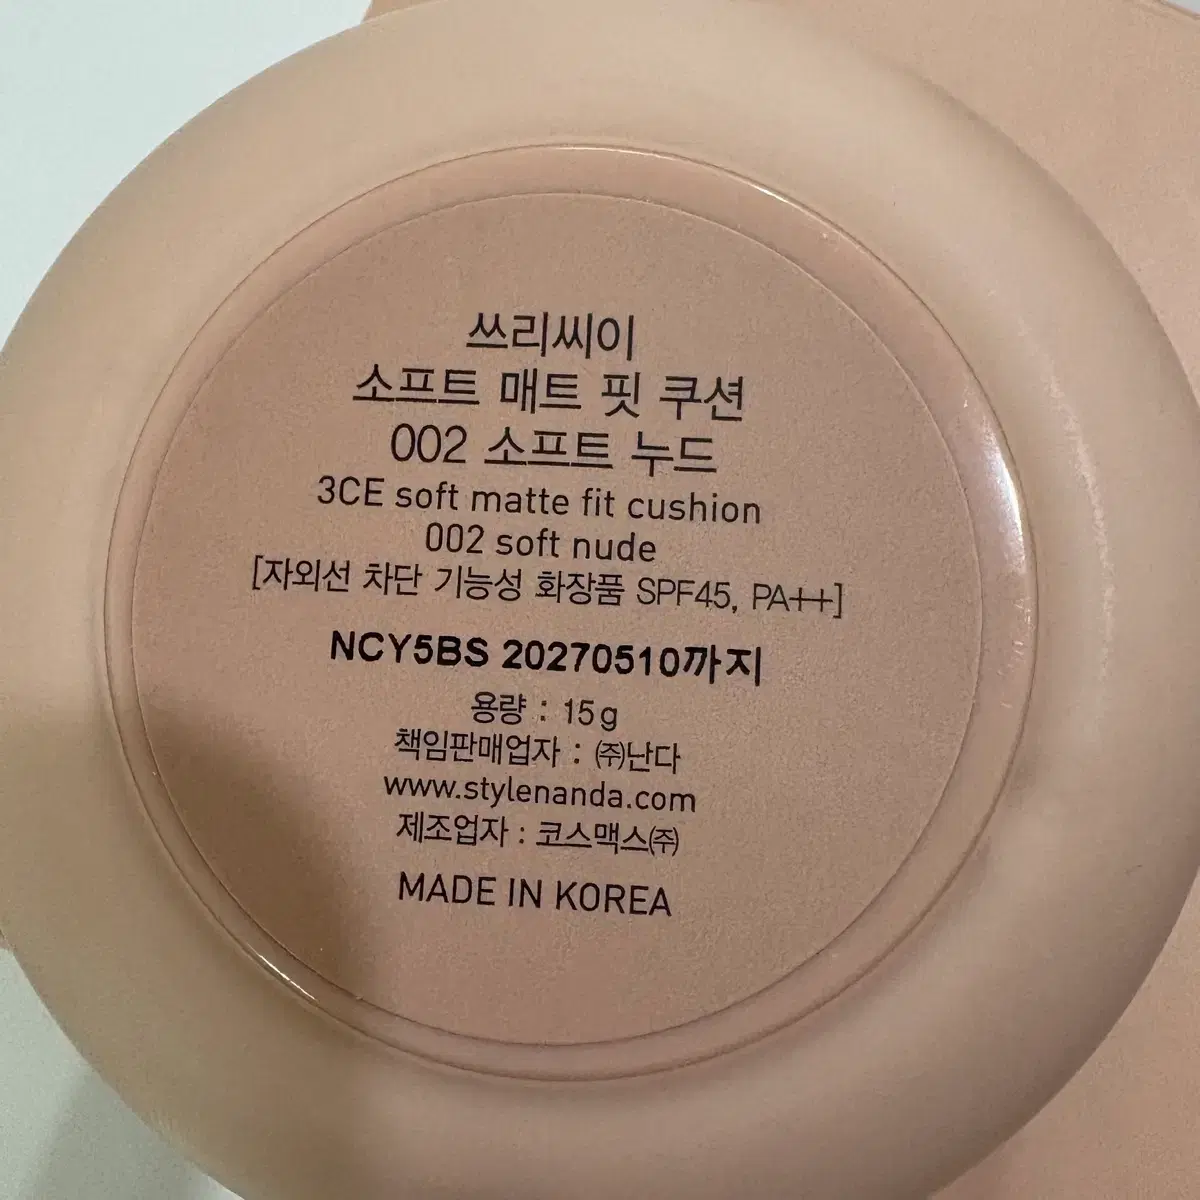 쓰리씨이
소프트 매트 핏 쿠션
002 소프트 누드
3CE soft matte fit cushion
002 soft nude
[자외선 차단 기능성 화장품 SPF45, PA++]
NCY5BS 20270510까지
용량 : 15g
책임판매업자 : ㈜난다
www.stylenanda.com
제조업자 : 코스맥스㈜
MADE IN KOREA